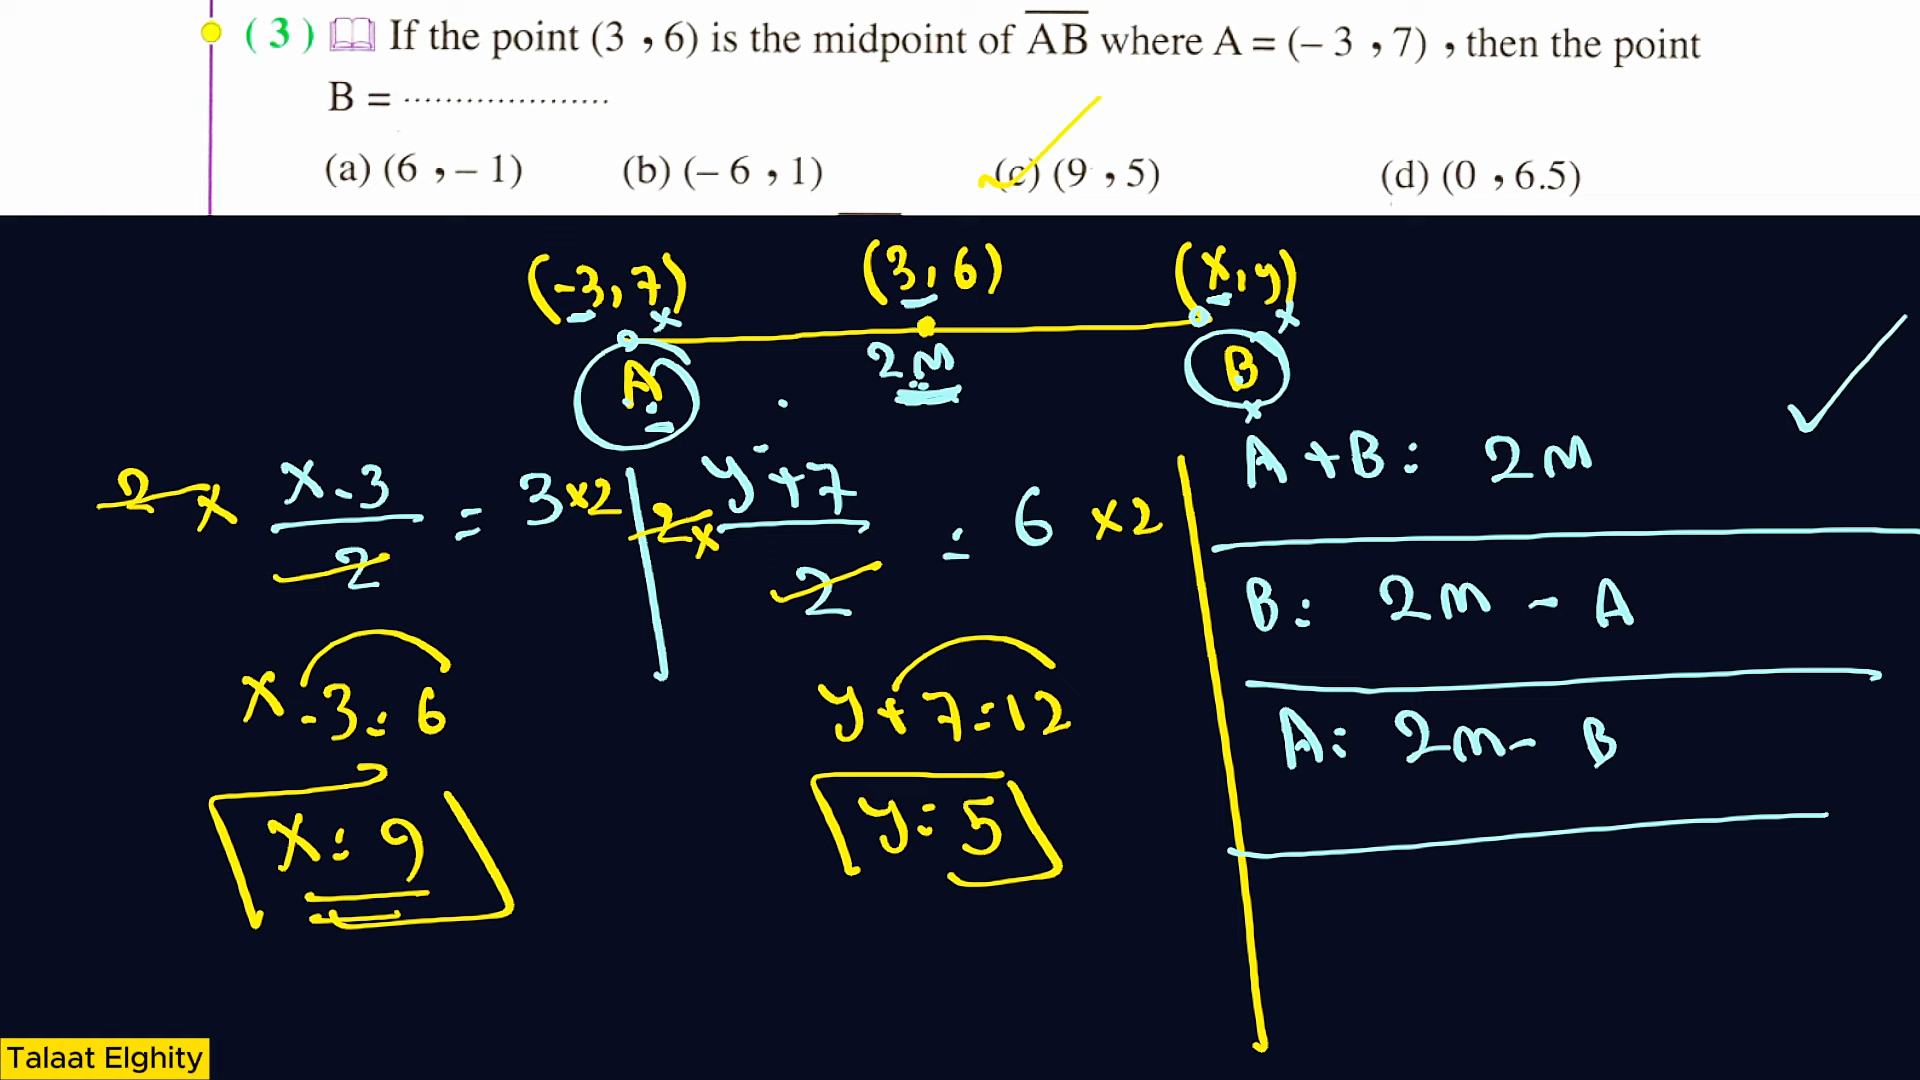 ( 3 ) If the point (3 , 6) is the midpoint of AB where A = (– 3 , 7) , then the point
B = ....................
(a) (6 , – 1) (b) (– 6 , 1) (c) (9 , 5) (d) (0 , 6.5)
(-3, 7) (3, 6) (x, y)
A 2M B
2 × x-3/2 = 3 ×2
2 × y+7/2 = 6 ×2
x-3 = 6
x = 9
y+7 = 12
y = 5
A + B = 2M
B = 2M - A
A = 2M - B
Talaat Elghity